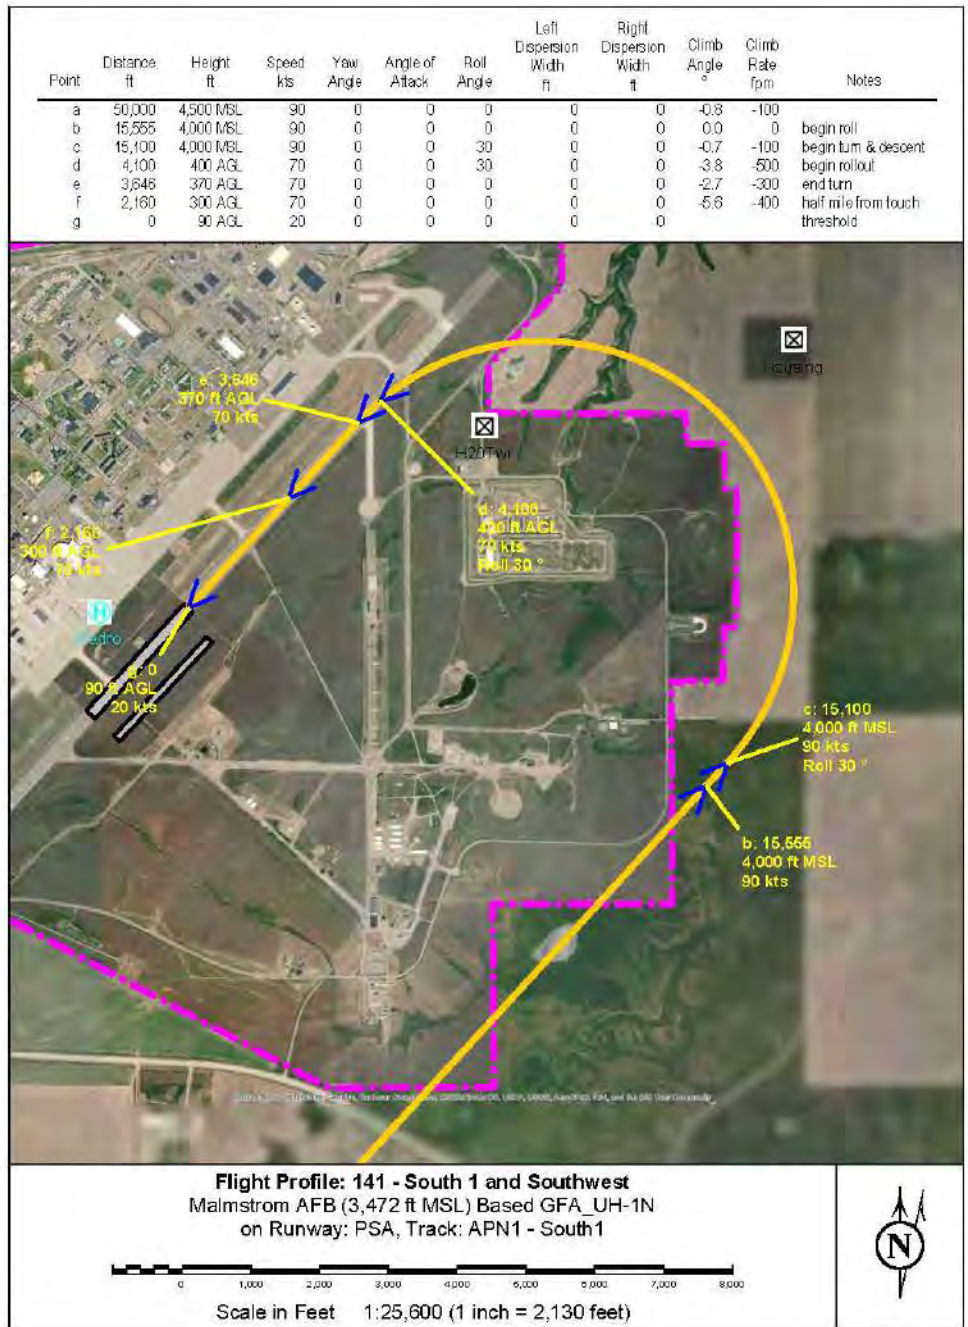 Point Distance ft Height ft Speed kts Yaw Angle Angle of Attack Roll Angle Left Dispersion Width ft Right Dispersion Width ft Climb Angle ° Climb Rate fpm Notes
a 50,000 4,500 MSL 90 0 0 0 0 0 -0.8 -100
b 15,555 4,000 MSL 90 0 0 0 0 0 0.0 0 begin roll
c 15,100 4,000 MSL 90 0 0 30 0 0 -0.7 -100 begin turn & descent
d 4,100 400 AGL 70 0 0 30 0 0 -3.8 -500 begin rollout
e 3,646 370 AGL 70 0 0 0 0 0 -2.7 -300 end turn
f 2,160 300 AGL 70 0 0 0 0 0 -5.6 -400 half mile from touch
g 0 90 AGL 20 0 0 0 0 0 threshold
Housing
e: 3,646
370 ft AGL
70 kts
H20Twr
d: 4,100
400 ft AGL
70 kts
Roll 30 °
f: 2,160
300 ft AGL
70 kts
H
g: 0
90 ft AGL
20 kts
c: 15,100
4,000 ft MSL
90 kts
Roll 30 °
b: 15,555
4,000 ft MSL
90 kts
Flight Profile: 141 - South 1 and Southwest
Malmstrom AFB (3,472 ft MSL) Based GFA_UH-1N
on Runway: PSA, Track: APN1 - South1
0 1,000 2,000 3,000 4,000 5,000 6,000 7,000 8,000
Scale in Feet 1:25,600 (1 inch = 2,130 feet)
N